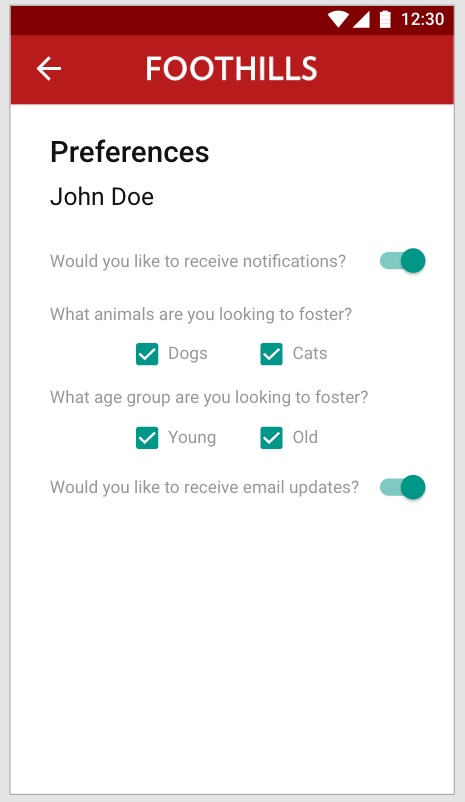 12:30
FOOTHILLS
Preferences
John Doe
Would you like to receive notifications?
What animals are you looking to foster?
Dogs Cats
What age group are you looking to foster?
Young Old
Would you like to receive email updates?